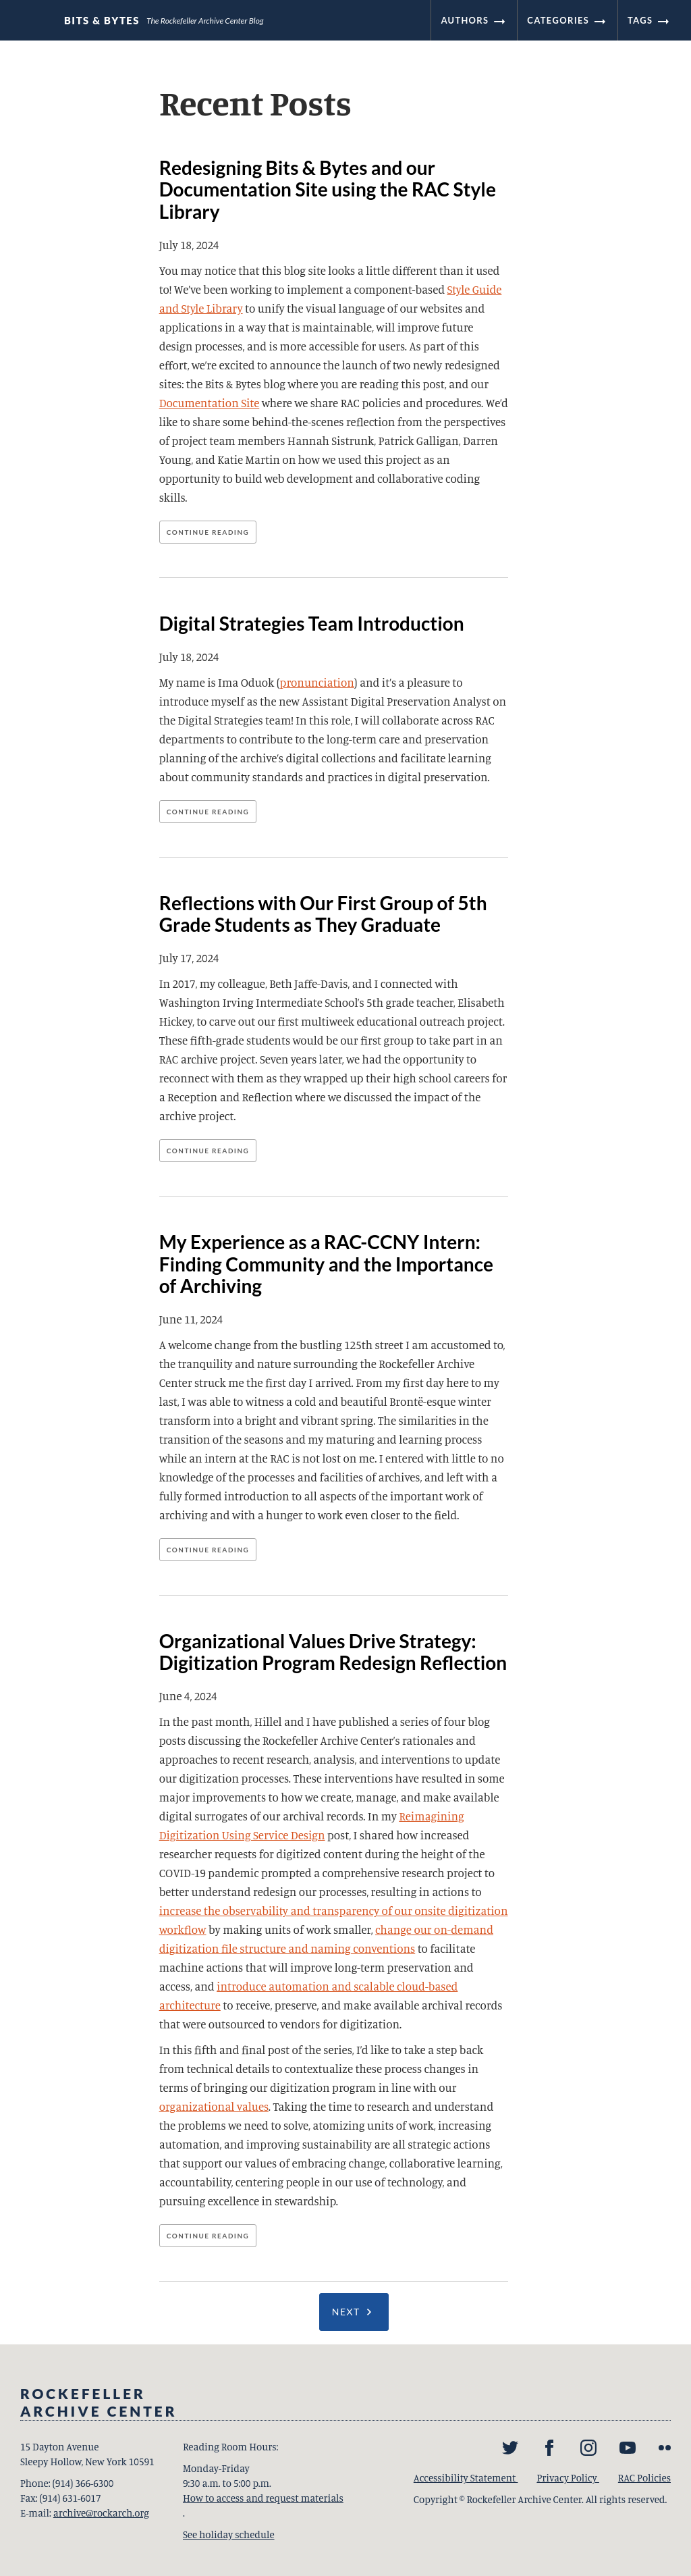 BITS & BYTES The Rockefeller Archive Center Blog AUTHORS CATEGORIES TAGS
Recent Posts
Redesigning Bits & Bytes and our
Documentation Site using the RAC Style
Library
July 18, 2024
You may notice that this blog site looks a little different than it used
to! We've been working to implement a component-based Style Guide
and Style Library to unify the visual language of our websites and
applications in a way that is maintainable, will improve future
design processes, and is more accessible for users. As part of this
effort, we're excited to announce the launch of two newly redesigned
sites: the Bits & Bytes blog where you are reading this post, and our
Documentation Site where we share RAC policies and procedures. We'd
like to share some behind-the-scenes reflection from the perspectives
of project team members Hannah Sistrunk, Patrick Galligan, Darren
Young, and Katie Martin on how we used this project as an
opportunity to build web development and collaborative coding
skills.
CONTINUE READING
Digital Strategies Team Introduction
July 18, 2024
My name is Ima Oduok (pronunciation) and it's a pleasure to
introduce myself as the new Assistant Digital Preservation Analyst on
the Digital Strategies team! In this role, I will collaborate across RAC
departments to contribute to the long-term care and preservation
planning of the archive's digital collections and facilitate learning
about community standards and practices in digital preservation.
CONTINUE READING
Reflections with Our First Group of 5th
Grade Students as They Graduate
July 17, 2024
In 2017, my colleague, Beth Jaffe-Davis, and I connected with
Washington Irving Intermediate School's 5th grade teacher, Elisabeth
Hickey, to carve out our first multiweek educational outreach project.
These fifth-grade students would be our first group to take part in an
RAC archive project. Seven years later, we had the opportunity to
reconnect with them as they wrapped up their high school careers for
a Reception and Reflection where we discussed the impact of the
archive project.
CONTINUE READING
My Experience as a RAC-CCNY Intern:
Finding Community and the Importance
of Archiving
June 11, 2024
A welcome change from the bustling 125th street I am accustomed to,
the tranquility and nature surrounding the Rockefeller Archive
Center struck me the first day I arrived. From my first day here to my
last, I was able to witness a cold and beautiful Brontë-esque winter
transform into a bright and vibrant spring. The similarities in the
transition of the seasons and my maturing and learning process
while an intern at the RAC is not lost on me. I entered with little to no
knowledge of the processes and facilities of archives, and left with a
fully formed introduction to all aspects of the important work of
archiving and with a hunger to work even closer to the field.
CONTINUE READING
Organizational Values Drive Strategy:
Digitization Program Redesign Reflection
June 4, 2024
In the past month, Hillel and I have published a series of four blog
posts discussing the Rockefeller Archive Center's rationales and
approaches to recent research, analysis, and interventions to update
our digitization processes. These interventions have resulted in some
major improvements to how we create, manage, and make available
digital surrogates of our archival records. In my Reimagining
Digitization Using Service Design post, I shared how increased
researcher requests for digitized content during the height of the
COVID-19 pandemic prompted a comprehensive research project to
better understand redesign our processes, resulting in actions to
increase the observability and transparency of our onsite digitization
workflow by making units of work smaller, change our on-demand
digitization file structure and naming conventions to facilitate
machine actions that will improve long-term preservation and
access, and introduce automation and scalable cloud-based
architecture to receive, preserve, and make available archival records
that were outsourced to vendors for digitization.
In this fifth and final post of the series, I'd like to take a step back
from technical details to contextualize these process changes in
terms of bringing our digitization program in line with our
organizational values. Taking the time to research and understand
the problems we need to solve, atomizing units of work, increasing
automation, and improving sustainability are all strategic actions
that support our values of embracing change, collaborative learning,
accountability, centering people in our use of technology, and
pursuing excellence in stewardship.
CONTINUE READING
NEXT
ROCKEFELLER
ARCHIVE CENTER
15 Dayton Avenue
Sleepy Hollow, New York 10591
Phone: (914) 366-6300
Fax: (914) 631-6017
E-mail: archive@rockarch.org
Reading Room Hours:
Monday-Friday
9:30 a.m. to 5:00 p.m.
How to access and request materials
.
See holiday schedule
Accessibility Statement Privacy Policy RAC Policies
Copyright © Rockefeller Archive Center. All rights reserved.